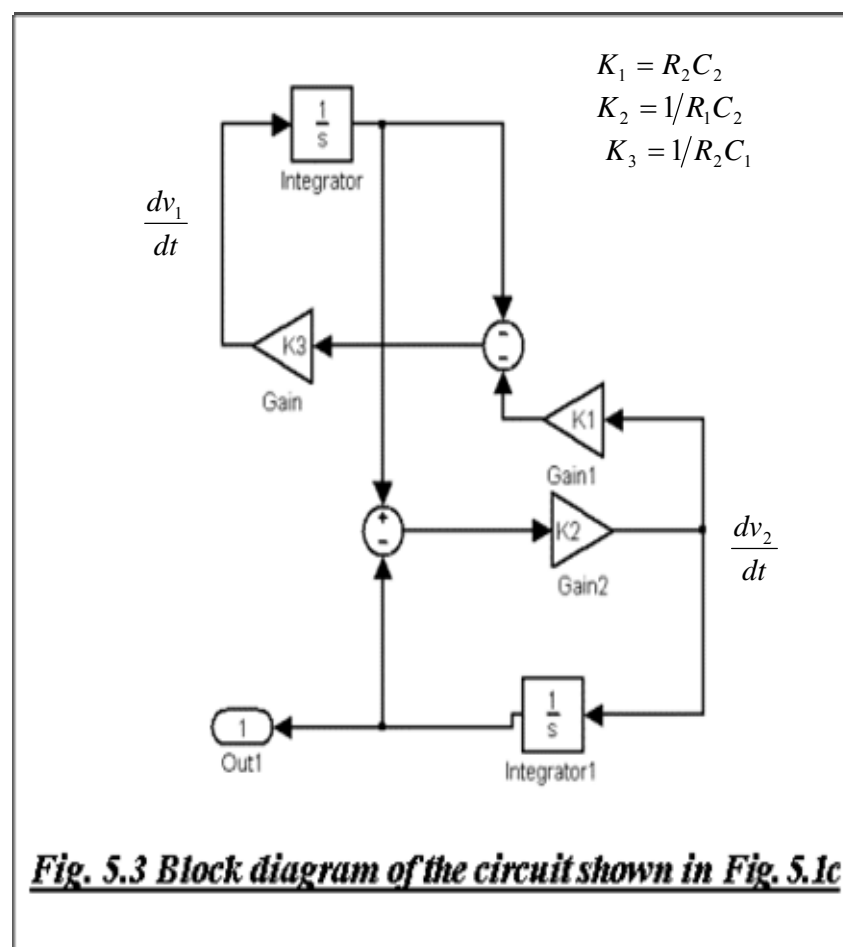 K₁ = R₂C₂
K₂ = 1/R₁C₂
K₃ = 1/R₂C₁
1
s
Integrator
dv₁
dt
-
-
K3
Gain
K1
Gain1
+
-
K2
Gain2
dv₂
dt
1
Out1
1
s
Integrator1
Fig. 5.3 Block diagram of the circuit shown in Fig. 5.1c